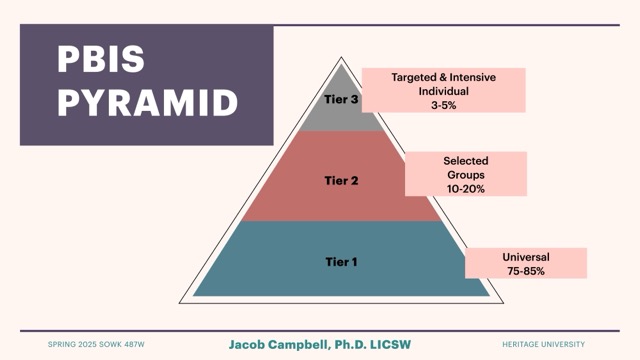 PBIS
PYRAMID
Tier 3
Targeted & Intensive
Individual
3-5%
Tier 2
Selected
Groups
10-20%
Tier 1
Universal
75-85%
SPRING 2025 SOWK 487W
Jacob Campbell, Ph.D. LICSW
HERITAGE UNIVERSITY